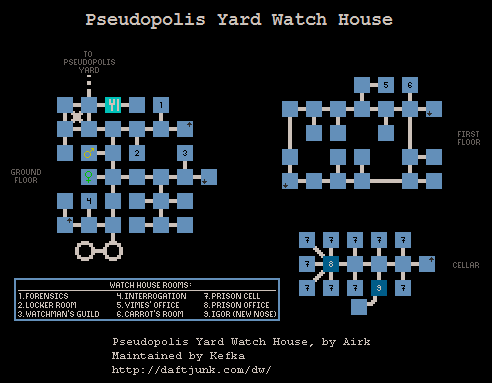 Pseudopolis Yard Watch House
TO
PSEUDOPOLIS
YARD
1
2
3
GROUND
FLOOR
4
5 6
FIRST
FLOOR
7 7 7 7 7
7 8
CELLAR
7 7 7 9 7
WATCH HOUSE ROOMS:
1.FORENSICS 4.INTERROGATION 7.PRISON CELL
2.LOCKER ROOM 5.VIMES' OFFICE 8.PRISON OFFICE
3.WATCHMAN'S GUILD 6.CARROT'S ROOM 9.IGOR (NEW NOSE)
Pseudopolis Yard Watch House, by Airk
Maintained by Kefka
http://daftjunk.com/dw/